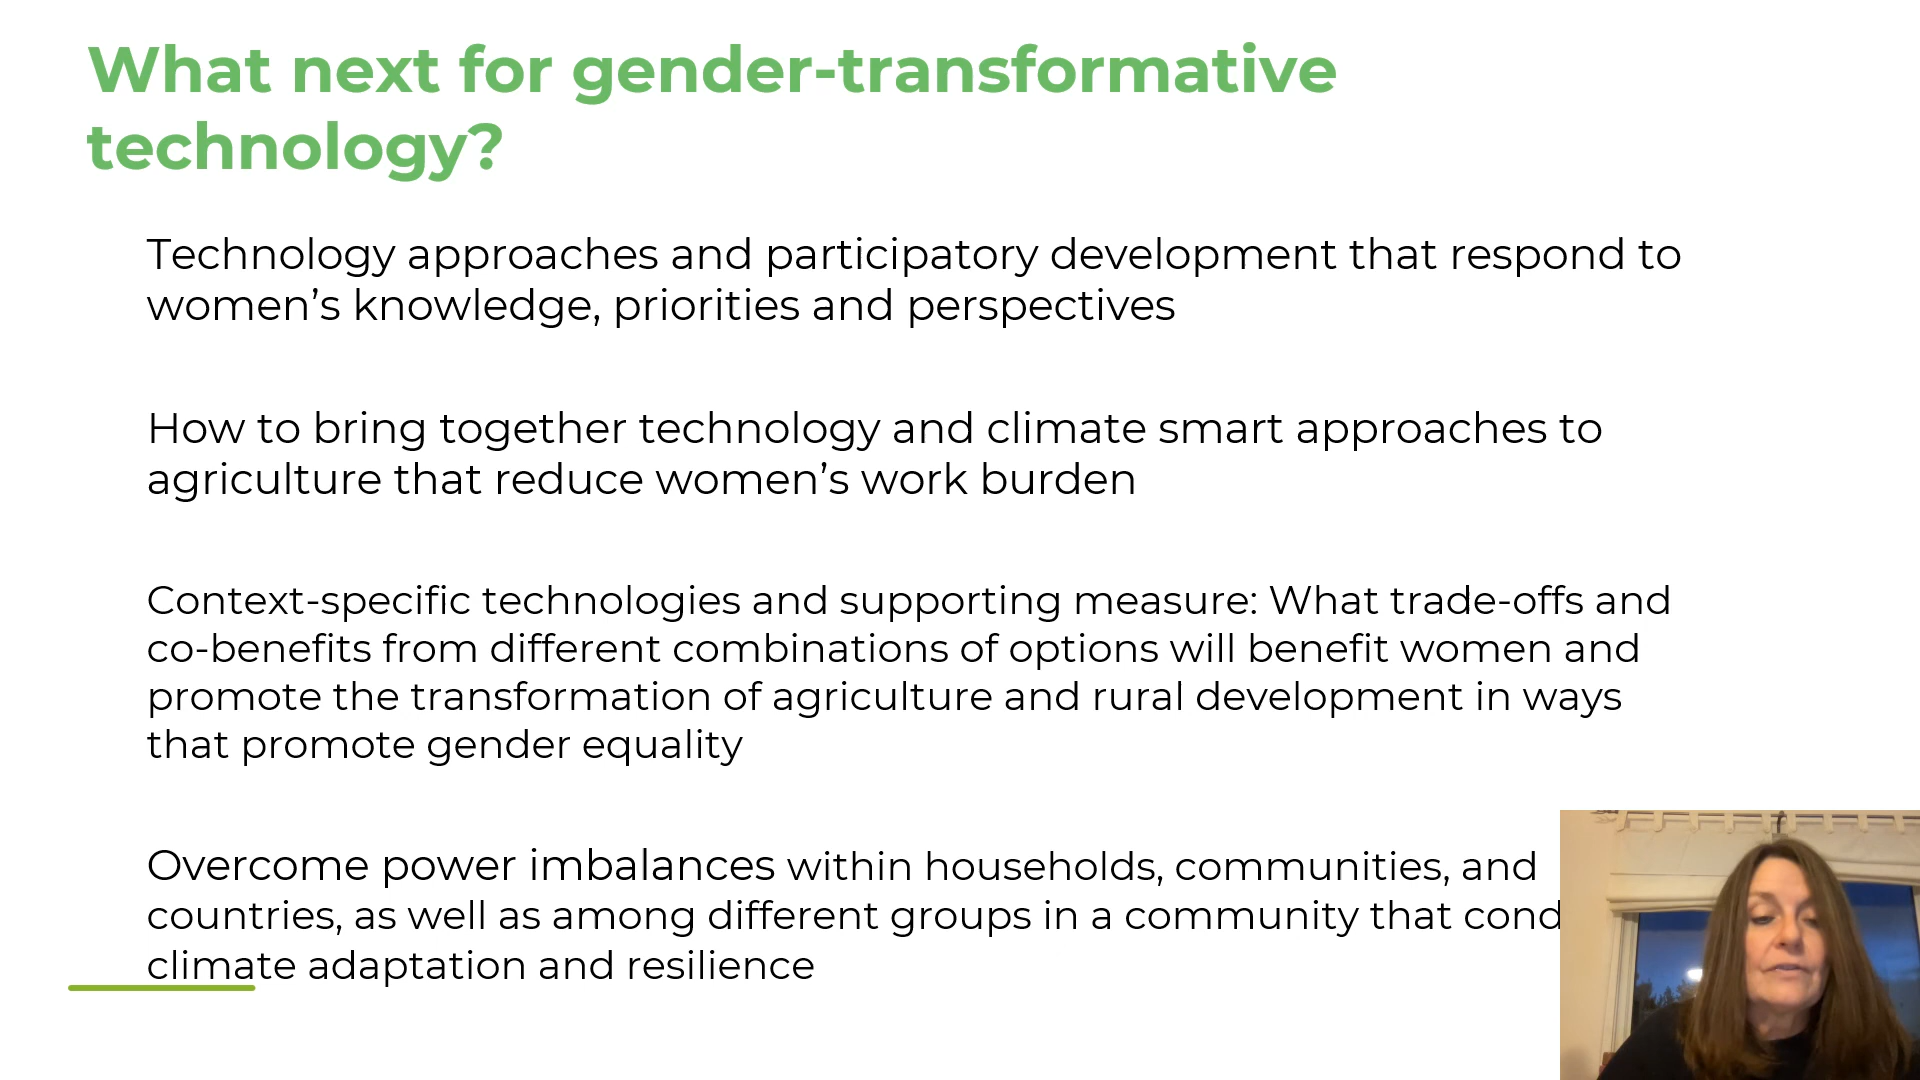 What next for gender-transformative
technology?
Technology approaches and participatory development that respond to
women’s knowledge, priorities and perspectives
How to bring together technology and climate smart approaches to
agriculture that reduce women’s work burden
Context-specific technologies and supporting measure: What trade-offs and
co-benefits from different combinations of options will benefit women and
promote the transformation of agriculture and rural development in ways
that promote gender equality
Overcome power imbalances within households, communities, and
countries, as well as among different groups in a community that
climate adaptation and resilience